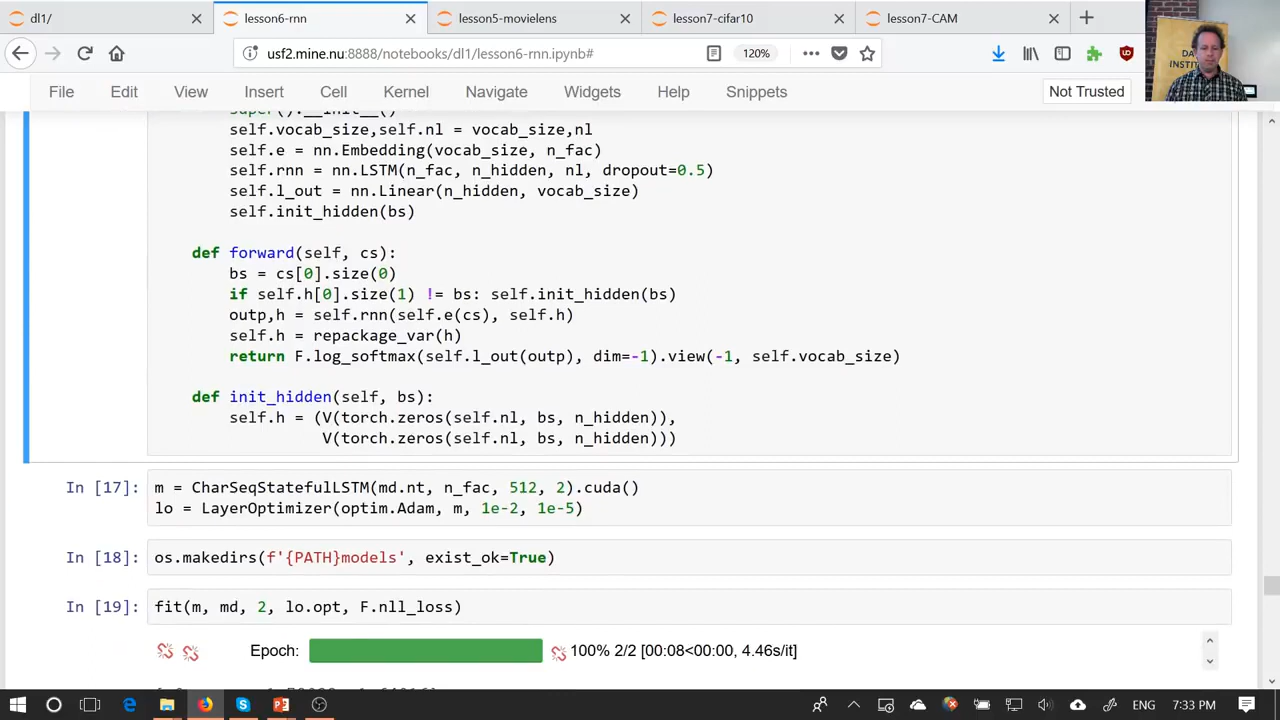 dl1/
lesson6-rnn
lesson5-movielens
lesson7-cifar10
lesson7-CAM
usf2.mine.nu:8888/notebooks/dl1/lesson6-rnn.ipynb#
120%
File Edit View Insert Cell Kernel Navigate Widgets Help Snippets
Not Trusted
super().__init__()
self.vocab_size,self.nl = vocab_size,nl
self.e = nn.Embedding(vocab_size, n_fac)
self.rnn = nn.LSTM(n_fac, n_hidden, nl, dropout=0.5)
self.l_out = nn.Linear(n_hidden, vocab_size)
self.init_hidden(bs)
def forward(self, cs):
bs = cs[0].size(0)
if self.h[0].size(1) != bs: self.init_hidden(bs)
outp,h = self.rnn(self.e(cs), self.h)
self.h = repackage_var(h)
return F.log_softmax(self.l_out(outp), dim=-1).view(-1, self.vocab_size)
def init_hidden(self, bs):
self.h = (V(torch.zeros(self.nl, bs, n_hidden)),
V(torch.zeros(self.nl, bs, n_hidden)))
In [17]: m = CharSeqStatefulLSTM(md.nt, n_fac, 512, 2).cuda()
lo = LayerOptimizer(optim.Adam, m, 1e-2, 1e-5)
In [18]: os.makedirs(f'{PATH}models', exist_ok=True)
In [19]: fit(m, md, 2, lo.opt, F.nll_loss)
Epoch: 100% 2/2 [00:08<00:00, 4.46s/it]
ENG 7:33 PM